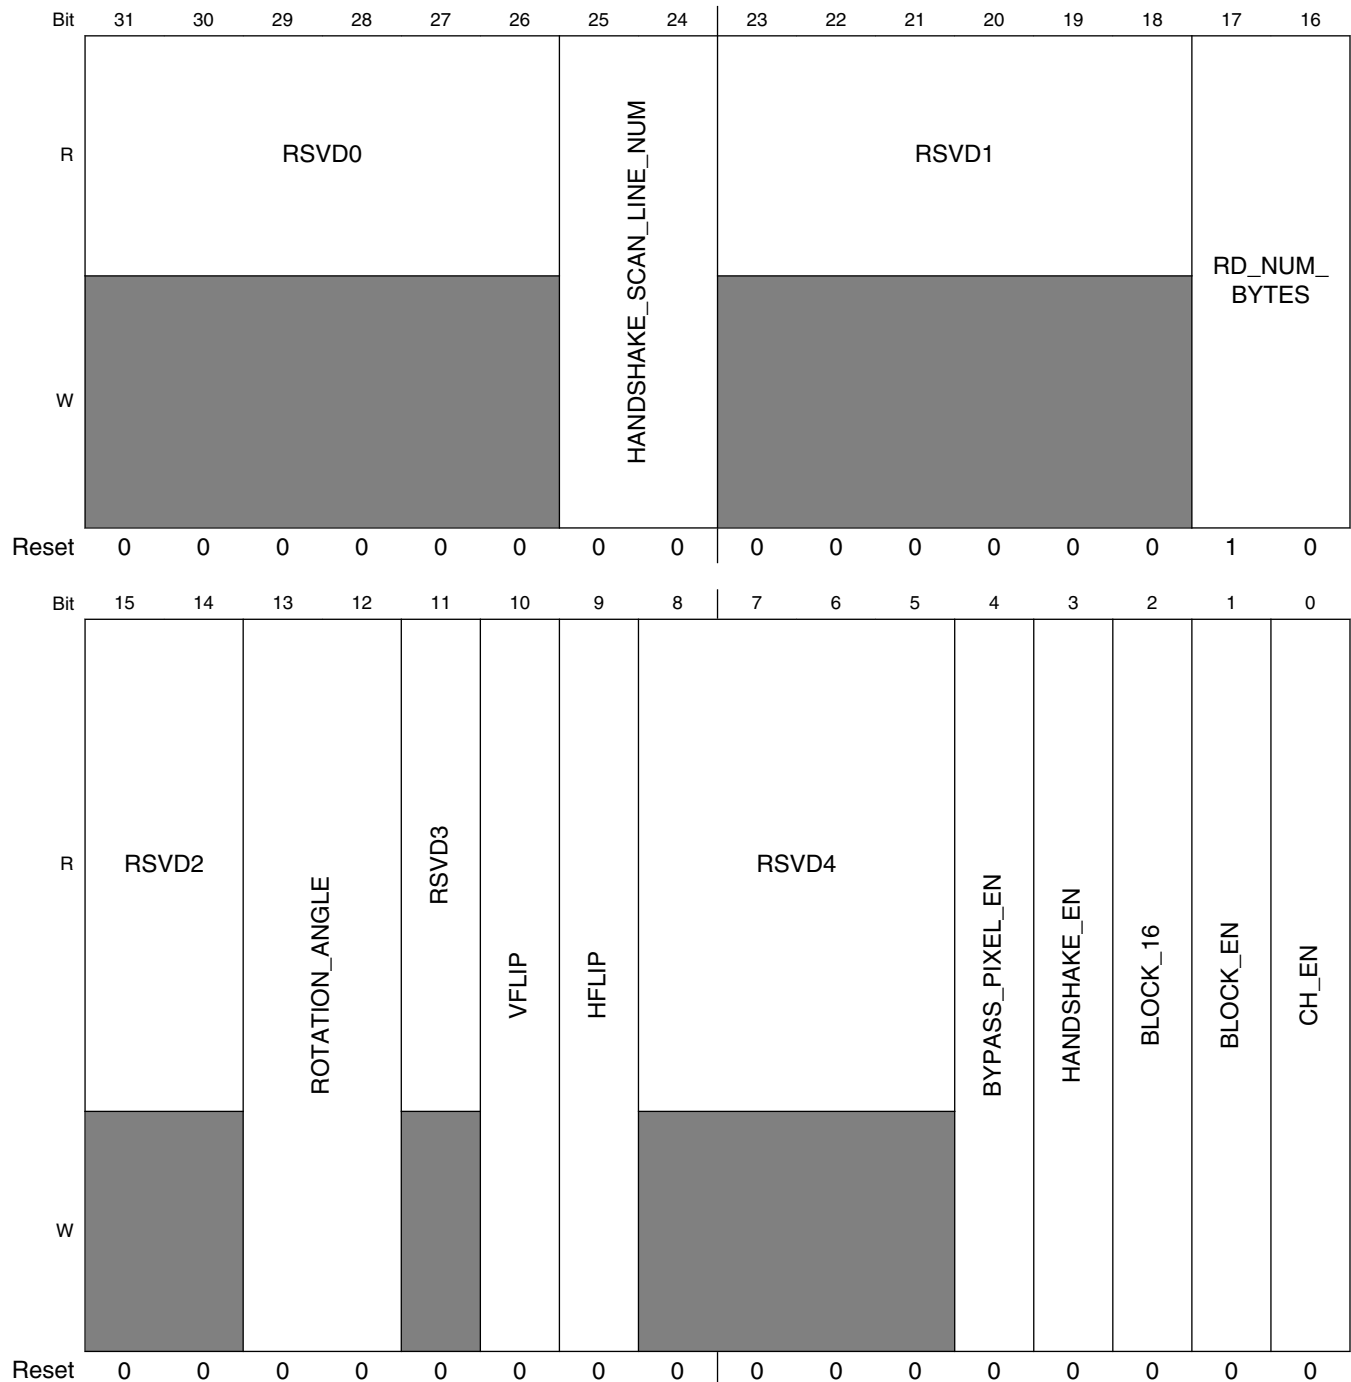 Bit 31 30 29 28 27 26 25 24 23 22 21 20 19 18 17 16
R RSVD0 HANDSHAKE_SCAN_LINE_NUM RSVD1 RD_NUM_
BYTES
W
Reset 0 0 0 0 0 0 0 0 0 0 0 0 0 0 1 0
Bit 15 14 13 12 11 10 9 8 7 6 5 4 3 2 1 0
R RSVD2 ROTATION_ANGLE RSVD3 VFLIP HFLIP RSVD4 BYPASS_PIXEL_EN HANDSHAKE_EN BLOCK_16 BLOCK_EN CH_EN
W
Reset 0 0 0 0 0 0 0 0 0 0 0 0 0 0 0 0